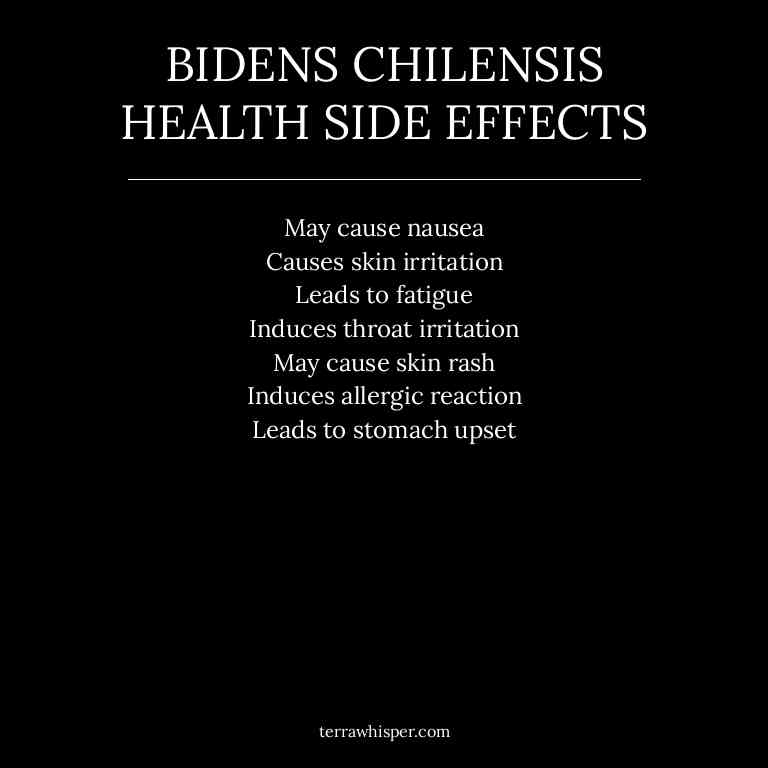 BIDENS CHILENSIS
HEALTH SIDE EFFECTS
May cause nausea
Causes skin irritation
Leads to fatigue
Induces throat irritation
May cause skin rash
Induces allergic reaction
Leads to stomach upset
terrawhisper.com